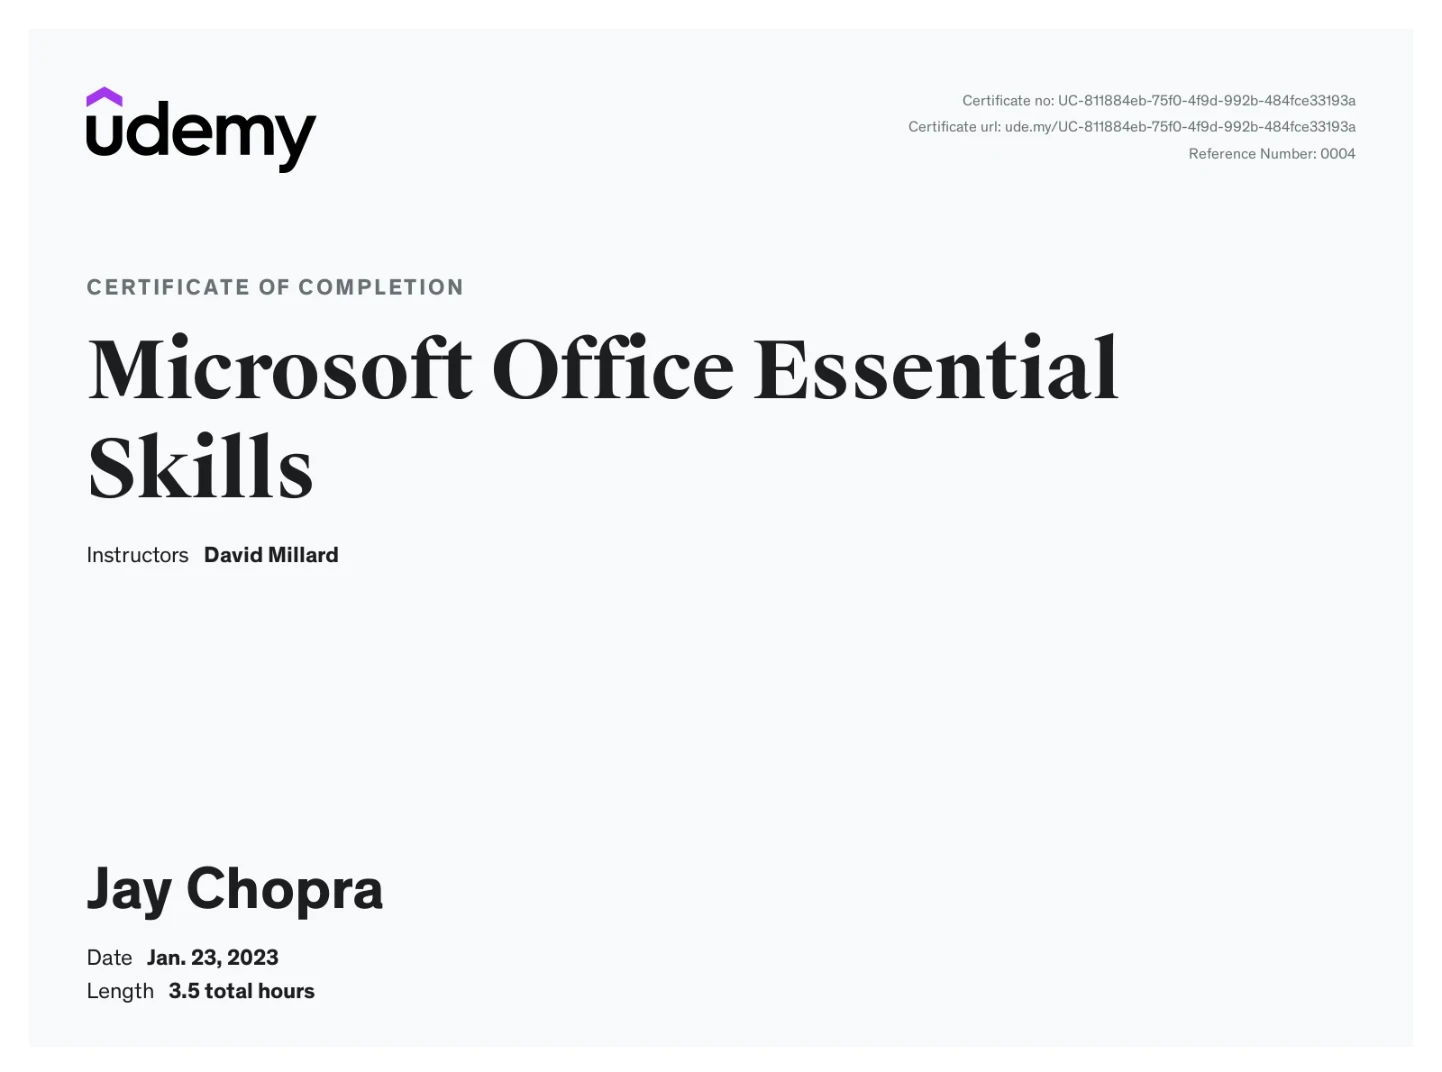 udemy
Certificate no: UC-811884eb-75f0-4f9d-992b-484fce33193a
Certificate url: ude.my/UC-811884eb-75f0-4f9d-992b-484fce33193a
Reference Number: 0004
CERTIFICATE OF COMPLETION
Microsoft Office Essential
Skills
Instructors David Millard
Jay Chopra
Date Jan. 23, 2023
Length 3.5 total hours